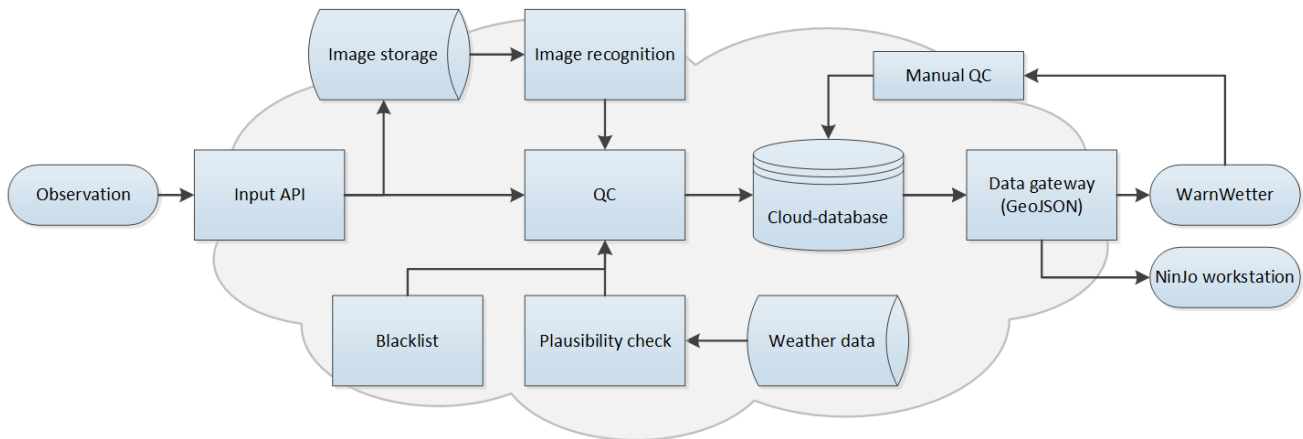 Image storage
Image recognition
Manual QC
Observation
Input API
QC
Cloud-database
Data gateway
(GeoJSON)
WarnWetter
NinJo workstation
Blacklist
Plausibility check
Weather data